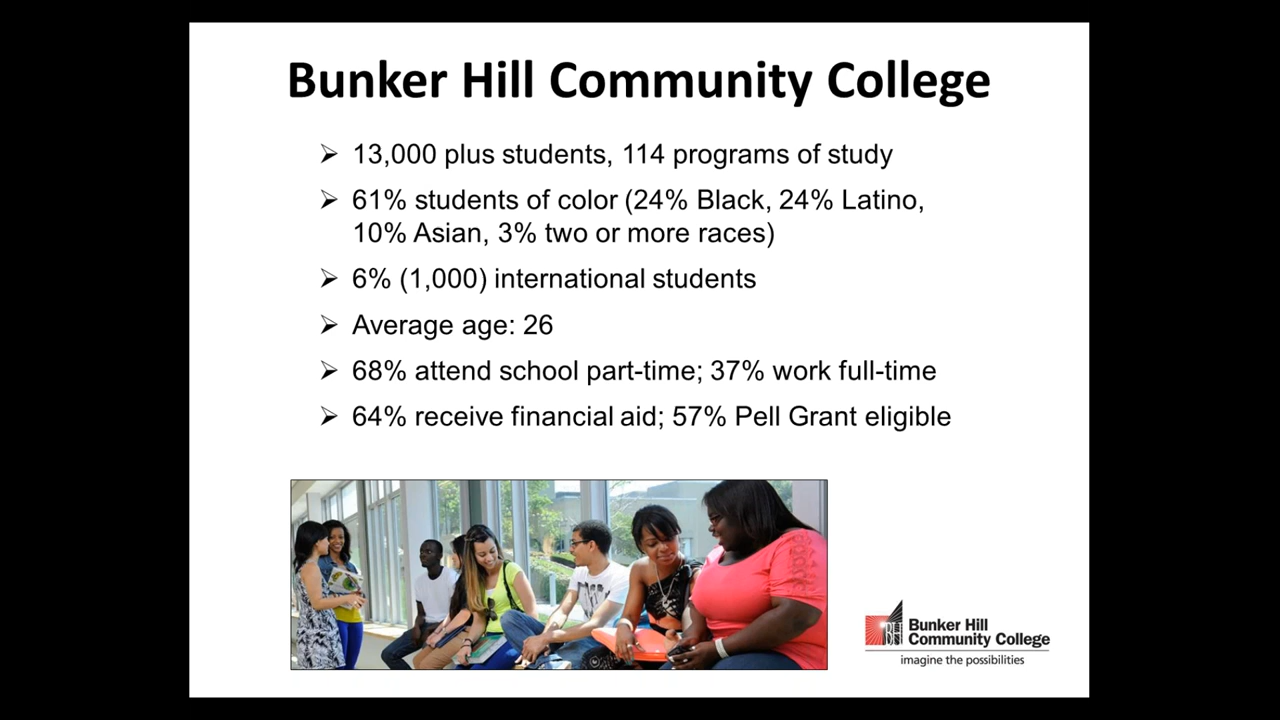 Bunker Hill Community College
➢ 13,000 plus students, 114 programs of study
➢ 61% students of color (24% Black, 24% Latino,
10% Asian, 3% two or more races)
➢ 6% (1,000) international students
➢ Average age: 26
➢ 68% attend school part-time; 37% work full-time
➢ 64% receive financial aid; 57% Pell Grant eligible
Bunker Hill
Community College
imagine the possibilities